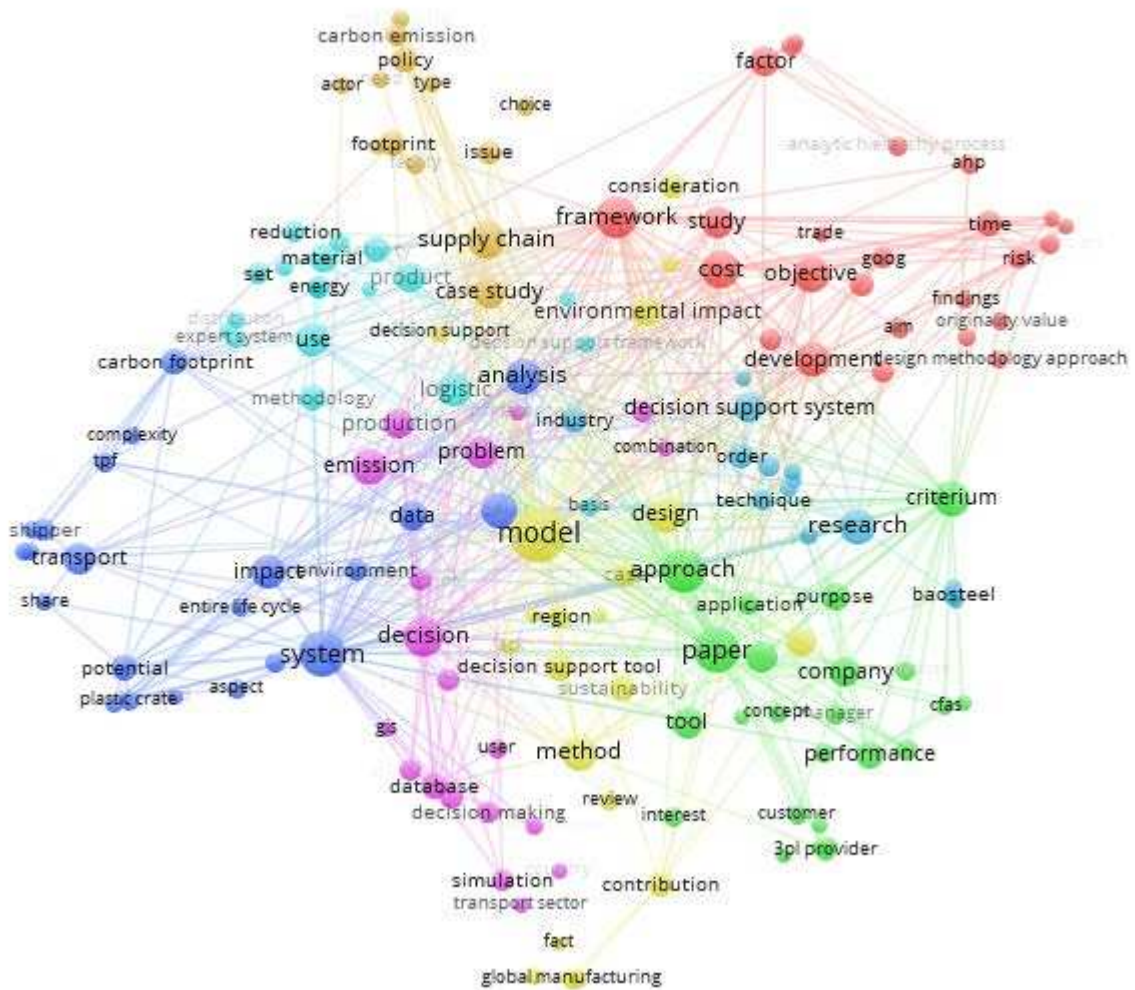 carbon emission
policy
factor
actor
type
choice
footprint
issue
facility
analytic hierarchy process
ahp
consideration
framework
study
time
reduction
supply chain
trade
material
set
product
cost
objective
goog
risk
energy
case study
environmental impact
findings
distribution
expert system
use
decision support
decision support framework
aim
originality value
carbon footprint
analysis
development
design methodology approach
methodology
logistic
production
industry
decision support system
complexity
problem
combination
order
tpf
emission
shipper
data
model
basis
design
technique
research
criterium
transport
impact
environment
approach
case
share
entire life cycle
region
application
purpose
baosteel
system
decision
paper
potential
decision support tool
company
plastic crate
aspect
sustainability
cfas
gis
tool
concept
manager
user
method
performance
database
review
decision making
interest
customer
3pl provider
simulation
contribution
transport sector
fact
global manufacturing